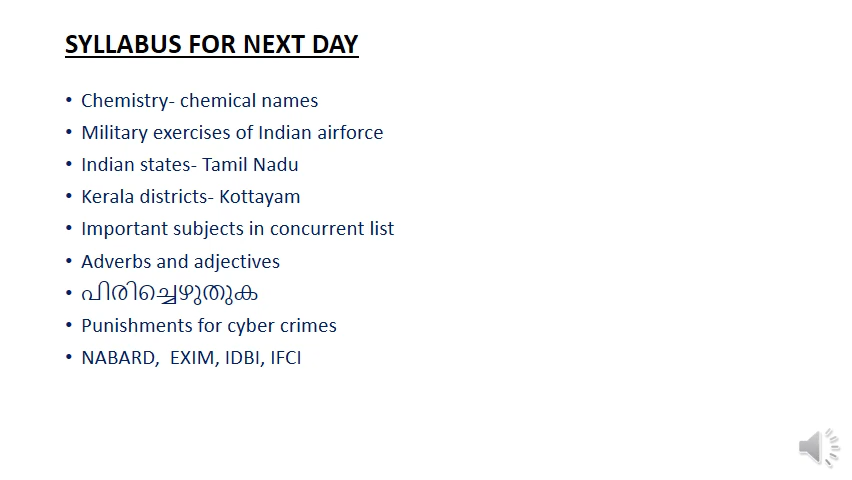 SYLLABUS FOR NEXT DAY
• Chemistry- chemical names
• Military exercises of Indian airforce
• Indian states- Tamil Nadu
• Kerala districts- Kottayam
• Important subjects in concurrent list
• Adverbs and adjectives
• പിരിച്ചെഴുതുക
• Punishments for cyber crimes
• NABARD,  EXIM, IDBI, IFCI